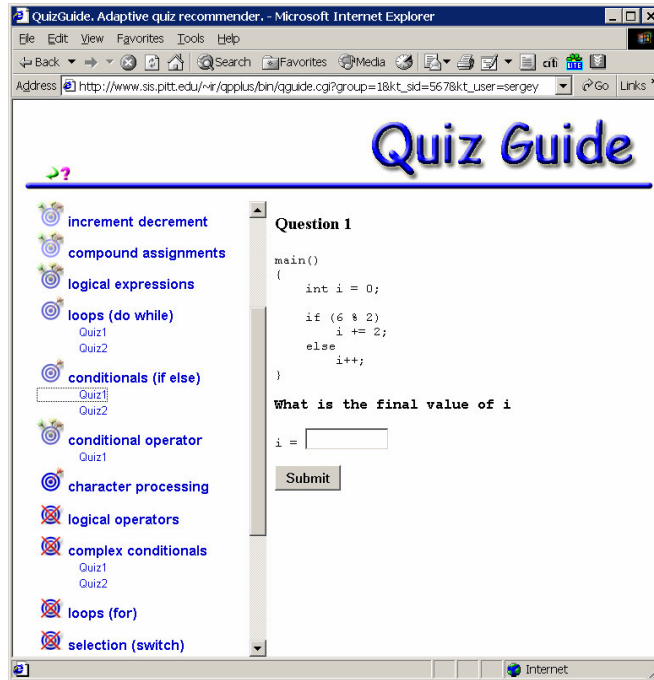 QuizGuide. Adaptive quiz recommender. - Microsoft Internet Explorer
File Edit View Favorites Tools Help
Back Search Favorites Media
Address http://www.sis.pitt.edu/~ir/qpplus/bin/qguide.cgi?group=1&kt_sid=567&kt_user=sergey Go Links
Quiz Guide
increment decrement
compound assignments
logical expressions
loops (do while)
Quiz1
Quiz2
conditionals (if else)
Quiz1
Quiz2
conditional operator
Quiz1
character processing
logical operators
complex conditionals
Quiz1
Quiz2
loops (for)
selection (switch)
Question 1
main()
{
int i = 0;
if (6 % 2)
i += 2;
else
i++;
}
What is the final value of i
i =
Submit
Internet